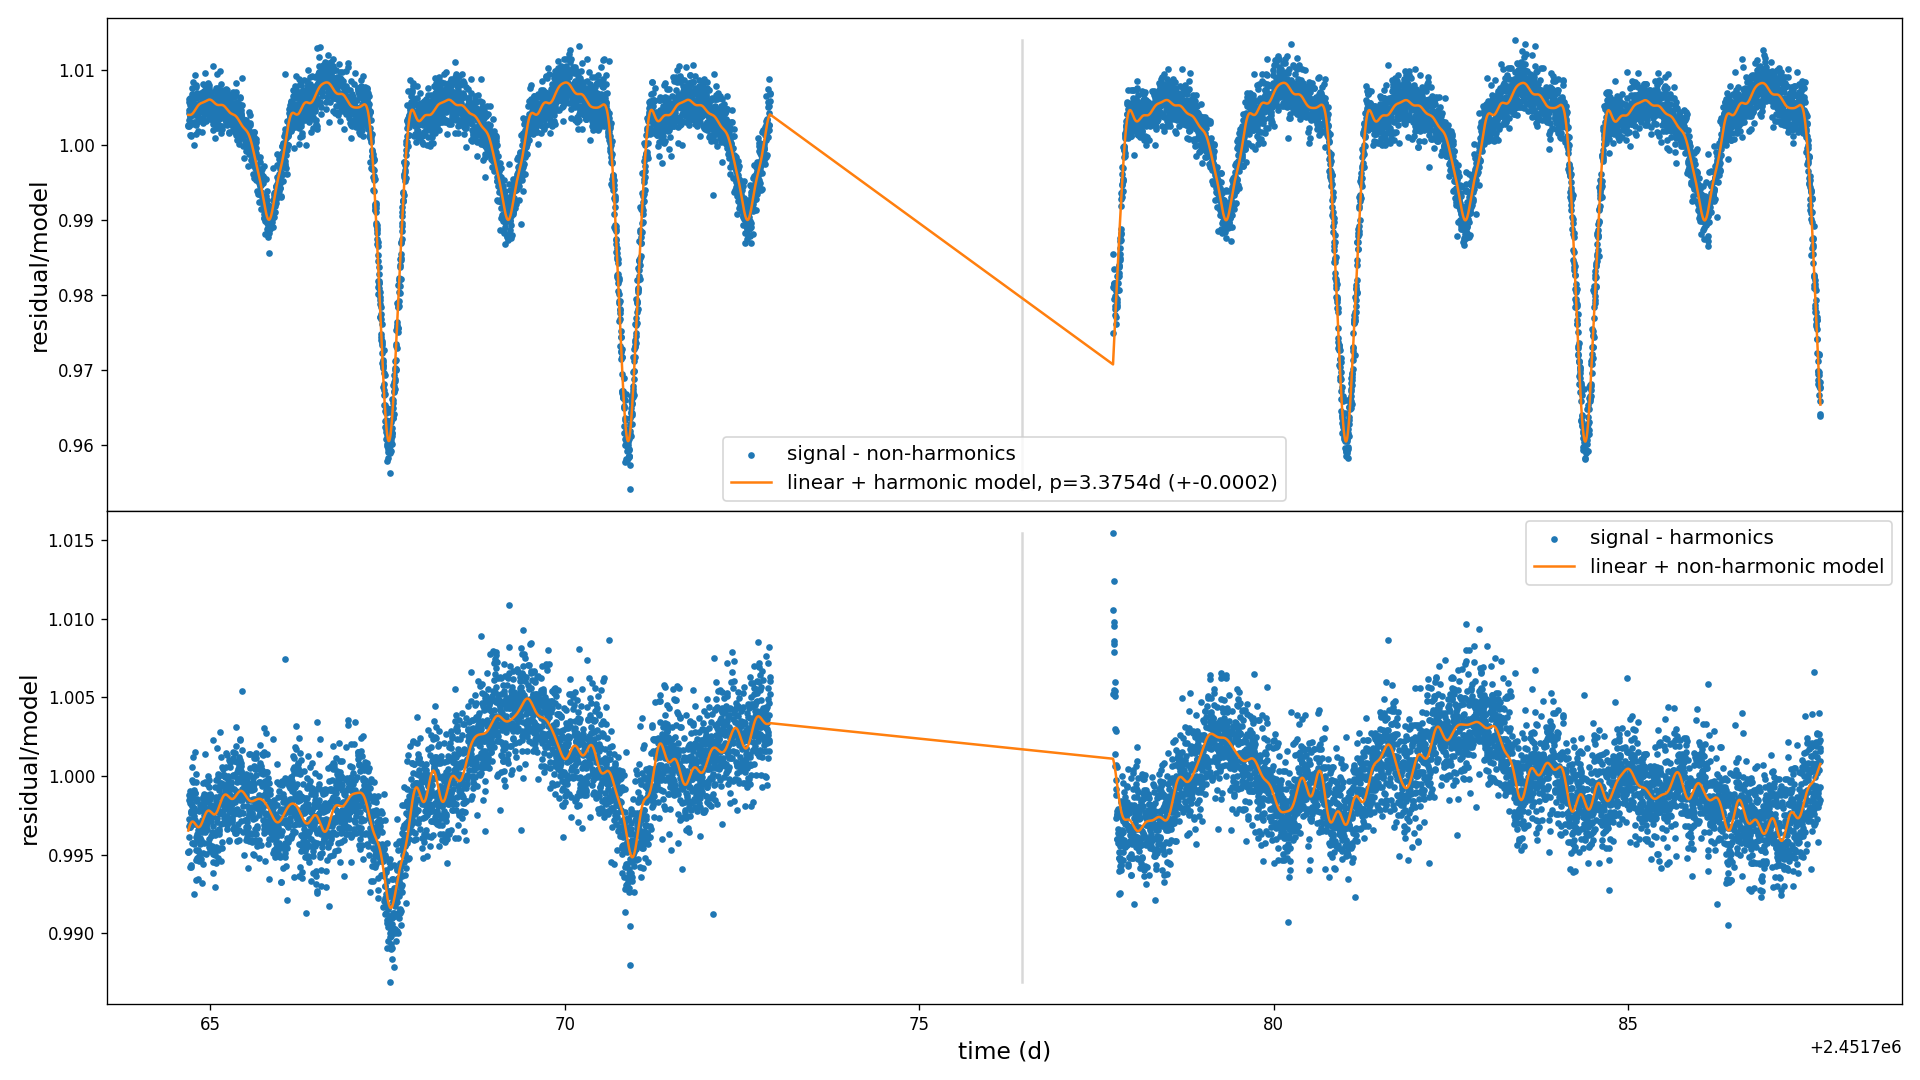 1.01
1.00
0.99
0.98
0.97
0.96
residual/model
signal - non-harmonics
linear + harmonic model, p=3.3754d (+-0.0002)
1.015
1.010
1.005
1.000
0.995
0.990
residual/model
signal - harmonics
linear + non-harmonic model
65 70 75 80 85
time (d)
+2.4517e6